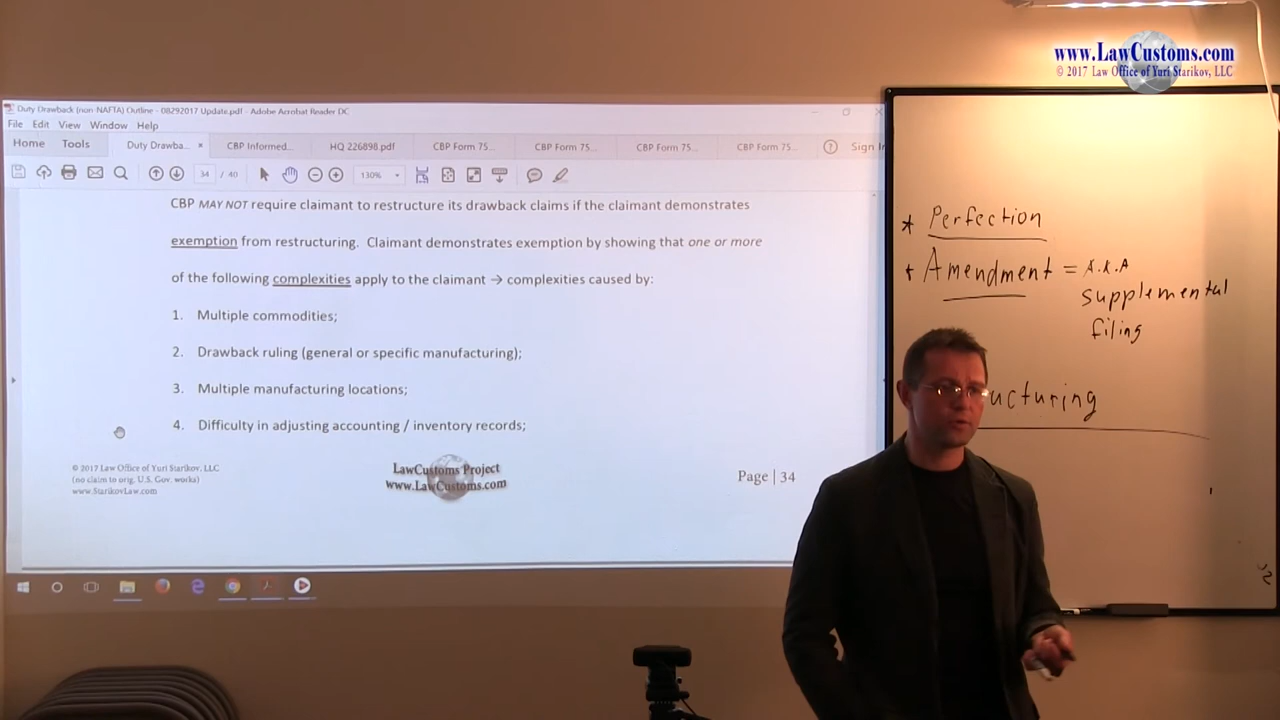 www.LawCustoms.com
© 2017 Law Office of Yuri Starikov, LLC
Duty Drawback (non-NAFTA) Outline - 08292017 Update.pdf - Adobe Acrobat Reader DC
File Edit View Window Help
Home Tools Duty Drawba... × CBP Informed... HQ 226898.pdf CBP Form 75... CBP Form 75... CBP Form 75... CBP Form 75... Sign In
34 / 40 130%
CBP MAY NOT require claimant to restructure its drawback claims if the claimant demonstrates
exemption from restructuring. Claimant demonstrates exemption by showing that one or more
of the following complexities apply to the claimant → complexities caused by:
1. Multiple commodities;
2. Drawback ruling (general or specific manufacturing);
3. Multiple manufacturing locations;
4. Difficulty in adjusting accounting / inventory records;
© 2017 Law Office of Yuri Starikov, LLC
(no claim to orig. U.S. Gov. works)
www.StarikovLaw.com
LawCustoms Project
www.LawCustoms.com
Page | 34
* Perfection
+ Amendment = A.K.A
supplemental
filing
ucturing